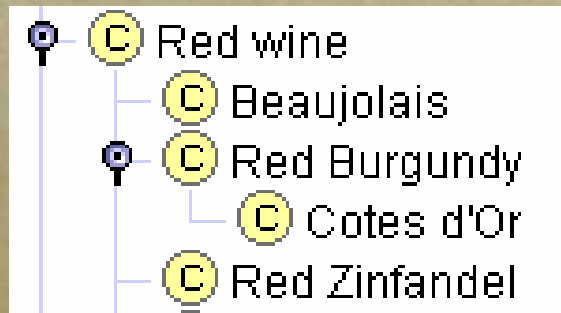 C Red wine
C Beaujolais
C Red Burgundy
C Cotes d'Or
C Red Zinfandel